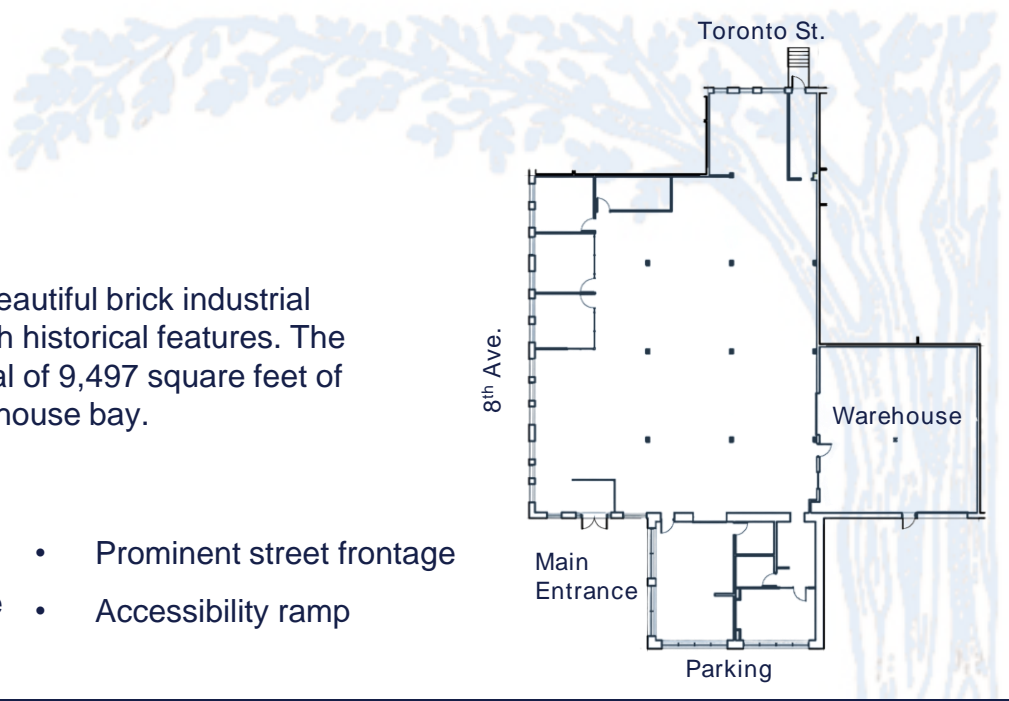 Toronto St.
eautiful brick industrial
h historical features. The
al of 9,497 square feet of
house bay.
8th Ave.
Warehouse
• Prominent street frontage
e • Accessibility ramp
Main
Entrance
Parking